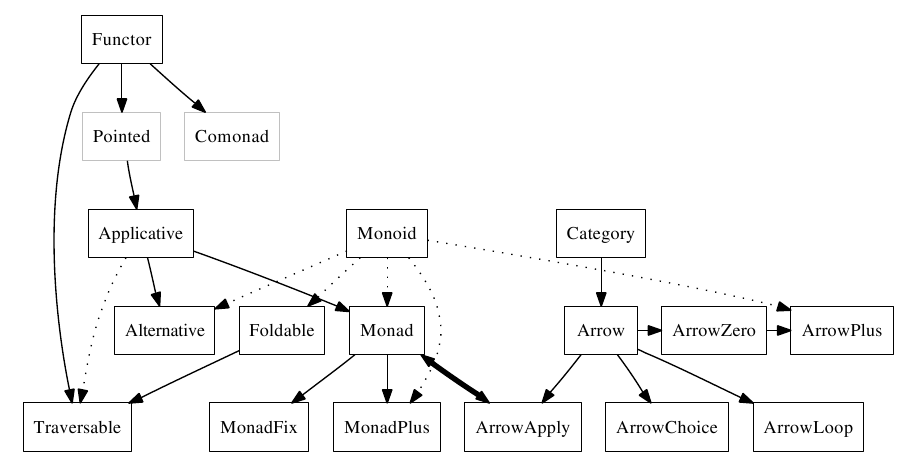 Functor
Pointed
Comonad
Applicative
Monoid
Category
Alternative
Foldable
Monad
Arrow
ArrowZero
ArrowPlus
Traversable
MonadFix
MonadPlus
ArrowApply
ArrowChoice
ArrowLoop